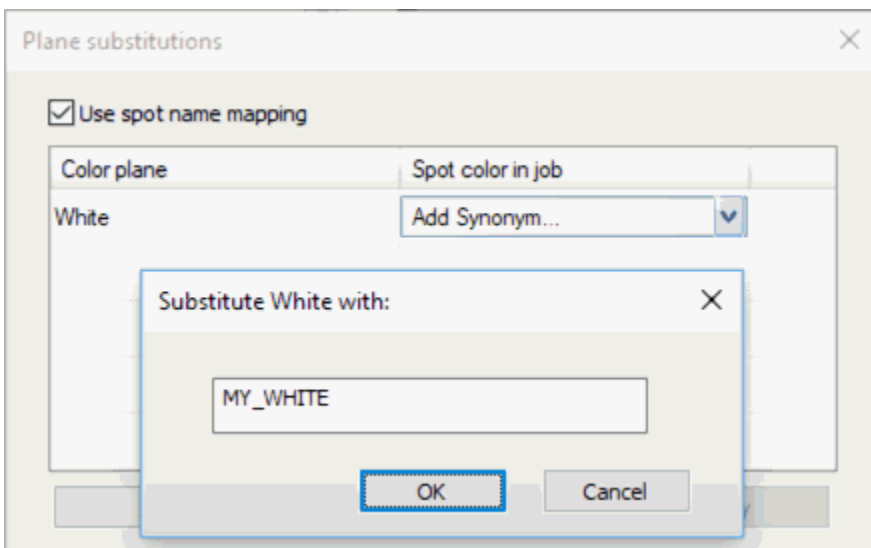 Plane substitutions
Use spot name mapping
Color plane Spot color in job
White Add Synonym...
Substitute White with:
MY_WHITE
OK Cancel